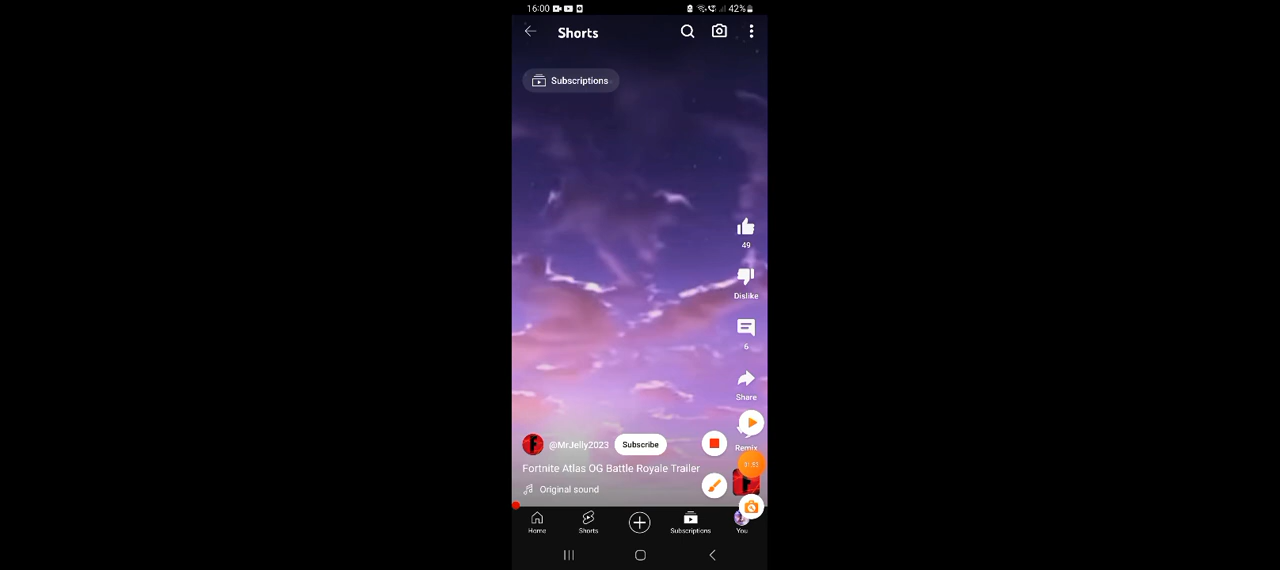 16:00
42%
Shorts
Subscriptions
49
Dislike
6
Share
@MrJelly2023
Subscribe
Remix
Fortnite Atlas OG Battle Royale Trailer
Original sound
Home
Shorts
Subscriptions
You